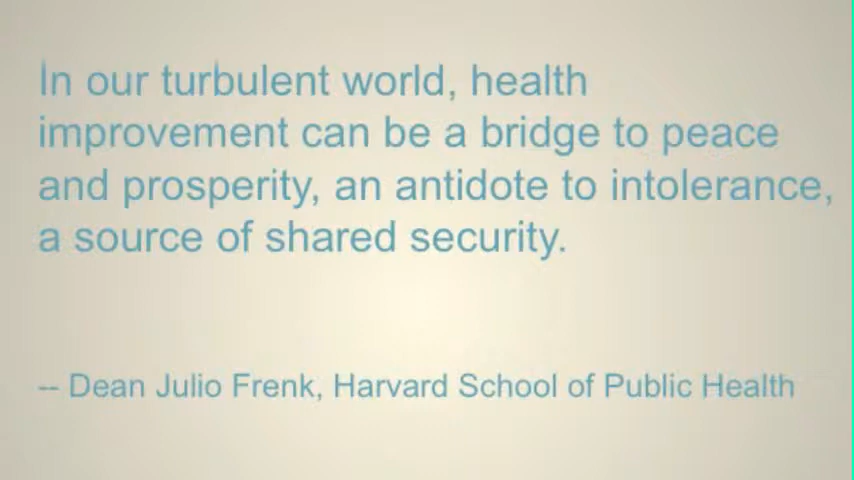 In our turbulent world, health
improvement can be a bridge to peace
and prosperity, an antidote to intolerance,
a source of shared security.
-- Dean Julio Frenk, Harvard School of Public Health